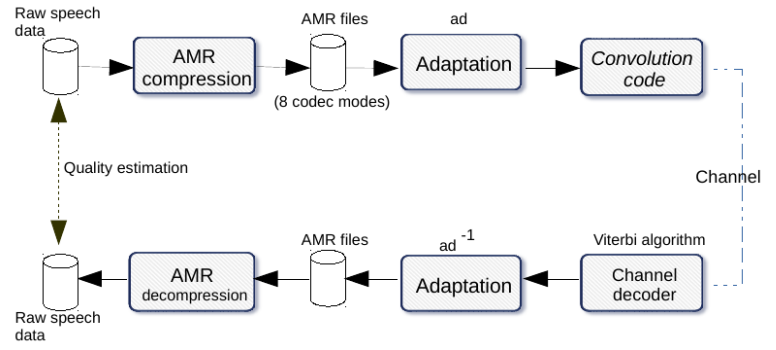 Raw speech
data
AMR
compression
AMR files
(8 codec modes)
ad
Adaptation
Convolution
code
Channel
Quality estimation
Viterbi algorithm
Channel
decoder
ad -1
Adaptation
AMR files
AMR
decompression
Raw speech
data